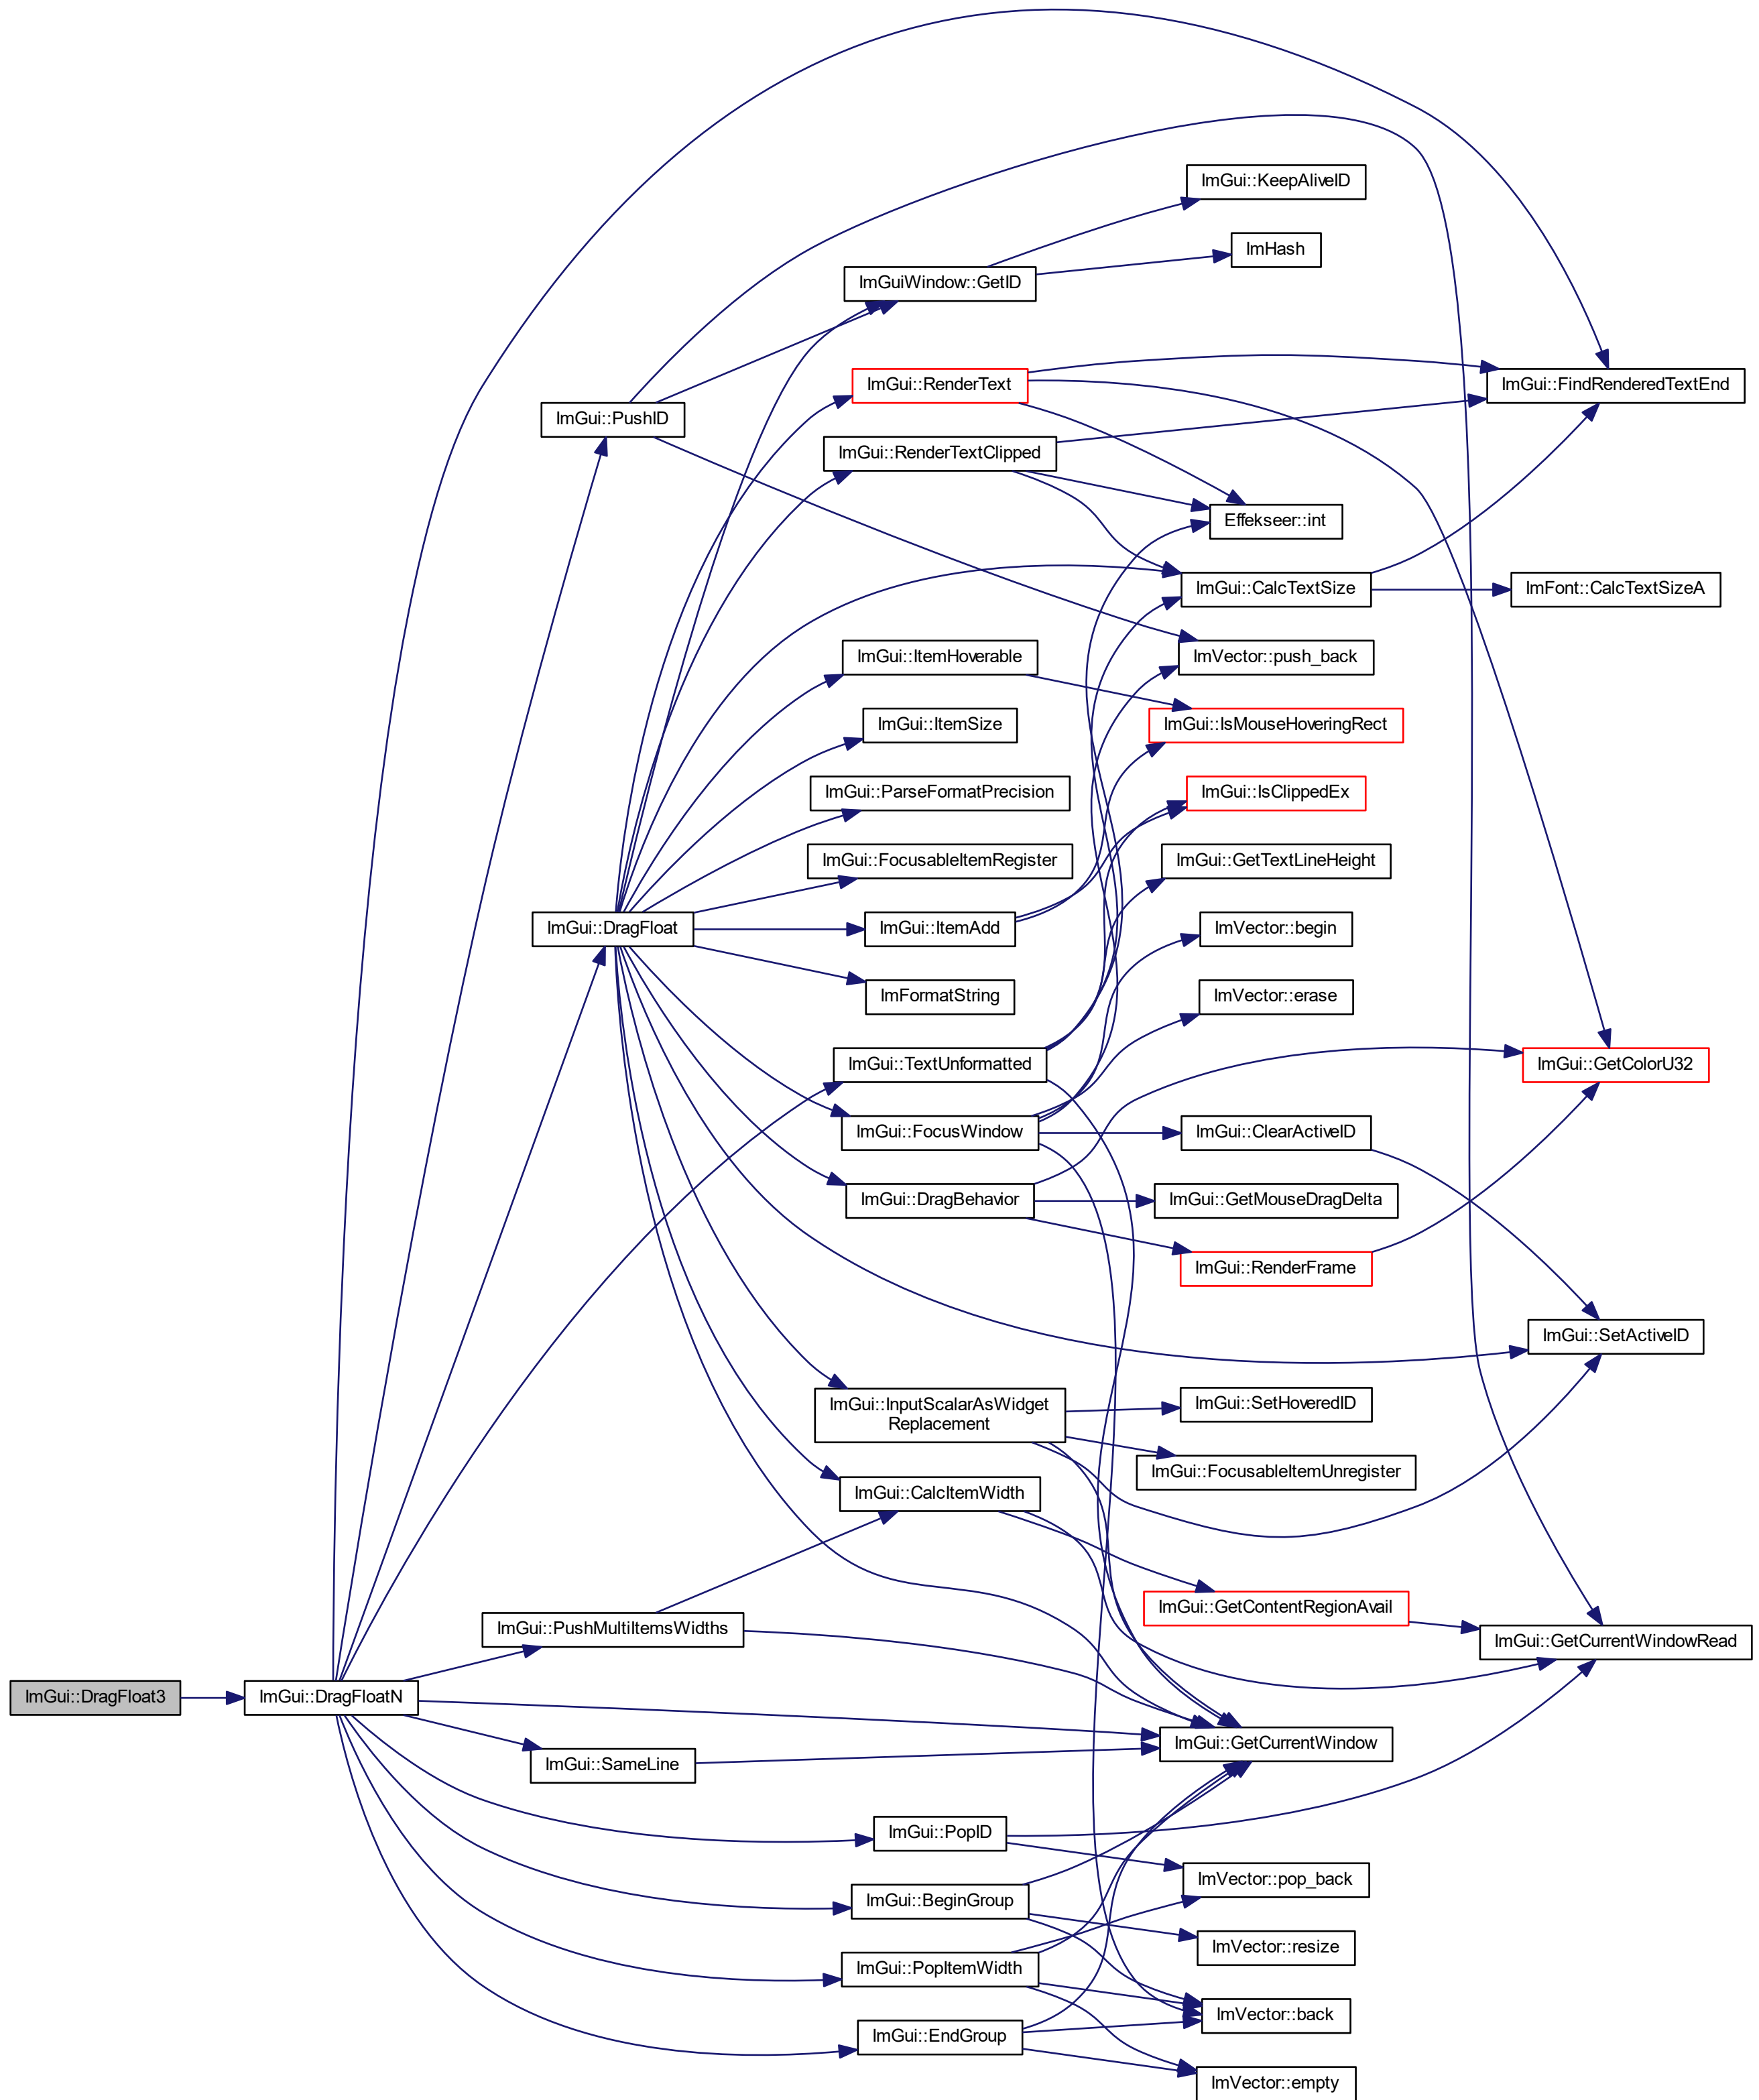 ImGui::KeepAliveID
ImHash
ImGuiWindow::GetID
ImGui::RenderText
ImGui::FindRenderedTextEnd
ImGui::PushID
ImGui::RenderTextClipped
Effekseer::int
ImGui::CalcTextSize
ImFont::CalcTextSizeA
ImGui::ItemHoverable
ImVector::push_back
ImGui::ItemSize
ImGui::IsMouseHoveringRect
ImGui::ParseFormatPrecision
ImGui::IsClippedEx
ImGui::FocusableItemRegister
ImGui::GetTextLineHeight
ImGui::DragFloat
ImGui::ItemAdd
ImVector::begin
ImFormatString
ImVector::erase
ImGui::TextUnformatted
ImGui::GetColorU32
ImGui::FocusWindow
ImGui::ClearActiveID
ImGui::DragBehavior
ImGui::GetMouseDragDelta
ImGui::RenderFrame
ImGui::SetActiveID
ImGui::InputScalarAsWidget
Replacement
ImGui::SetHoveredID
ImGui::FocusableItemUnregister
ImGui::CalcItemWidth
ImGui::GetContentRegionAvail
ImGui::PushMultiItemsWidths
ImGui::GetCurrentWindowRead
ImGui::DragFloat3
ImGui::DragFloatN
ImGui::GetCurrentWindow
ImGui::SameLine
ImGui::PopID
ImVector::pop_back
ImGui::BeginGroup
ImVector::resize
ImGui::PopItemWidth
ImVector::back
ImGui::EndGroup
ImVector::empty